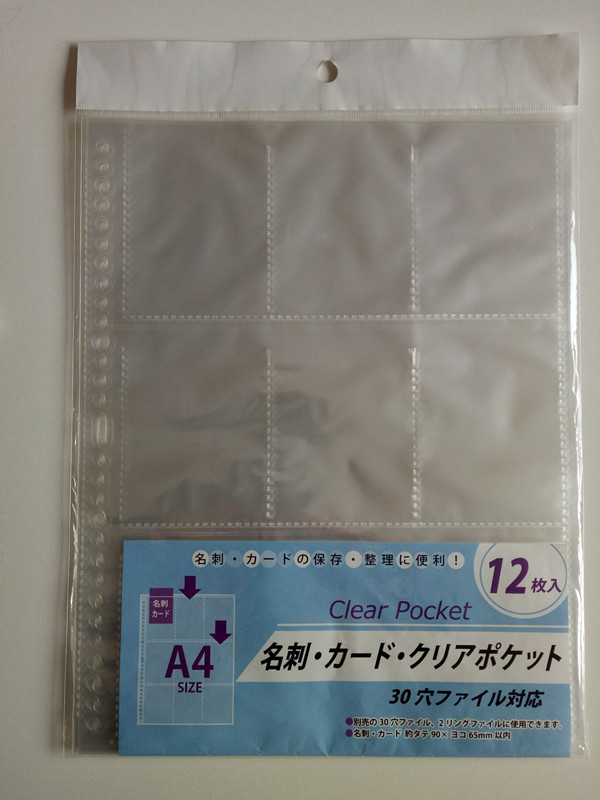 名刺・カードの保存・整理に便利！
12枚入
Clear Pocket
名刺
カード
A4
SIZE
名刺・カード・クリアポケット
30穴ファイル対応
●別売の30穴ファイル、2リングファイルに使用できます。
●名刺・カード 約タテ90×ヨコ65mm以内